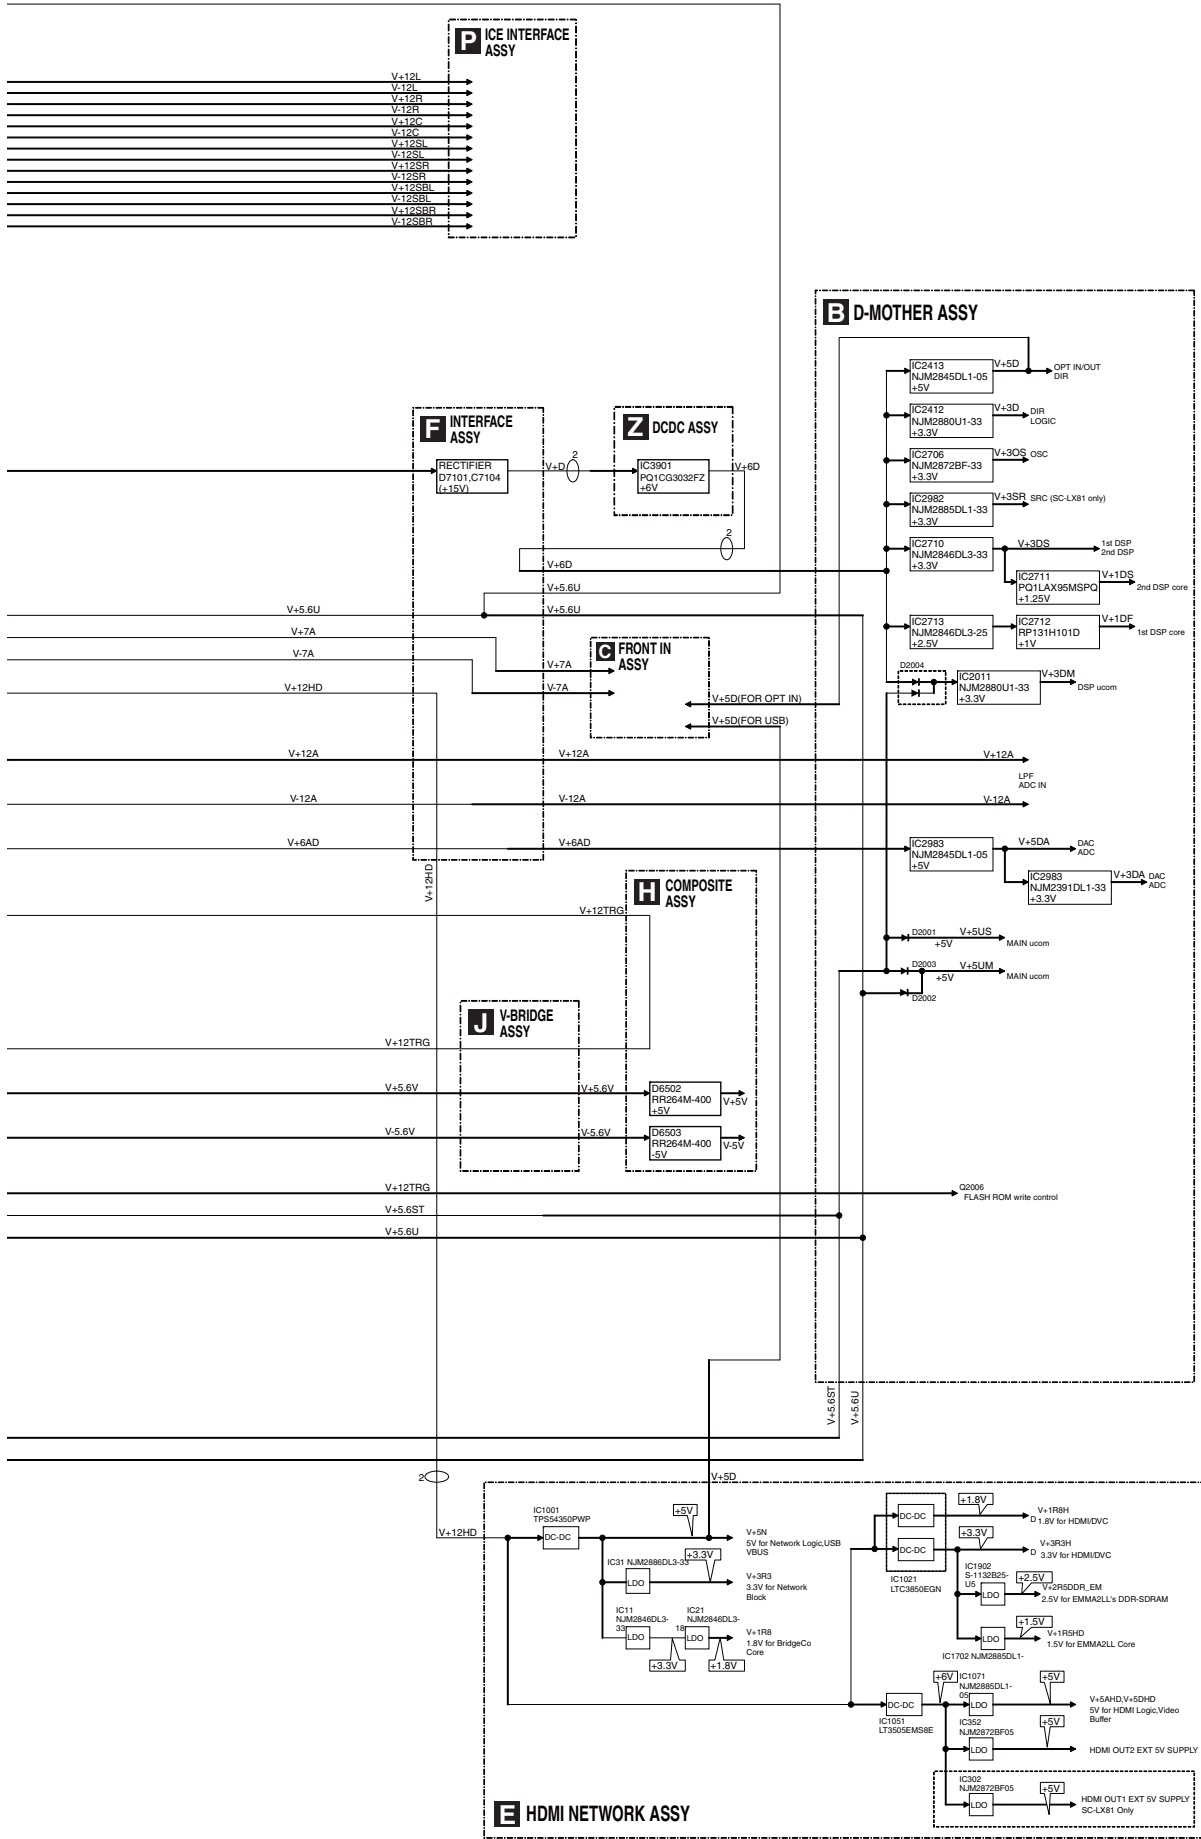 P ICE INTERFACE
ASSY
V+12L
V-12L
V+12R
V-12R
V+12C
V-12C
V+12SL
V-12SL
V+12SR
V-12SR
V+12SBL
V-12SBL
V+12SBR
V-12SBR
B D-MOTHER ASSY
IC2413
NJM2845DL1-05
+5V
V+5D
OPT IN/OUT
DIR
IC2412
NJM2880U1-33
+3.3V
V+3D
DIR
LOGIC
IC2706
NJM2872BF-33
+3.3V
V+3OS
OSC
IC2982
NJM2885DL1-33
+3.3V
V+3SR
SRC (SC-LX81 only)
IC2710
NJM2846DL3-33
+3.3V
V+3DS
1st DSP
2nd DSP
IC2711
PQ1LAX95MSPQ
+1.25V
V+1DS
2nd DSP core
IC2713
NJM2846DL3-25
+2.5V
IC2712
RP131H101D
+1V
V+1DF
1st DSP core
D2004
IC2011
NJM2880U1-33
+3.3V
V+3DM
DSP ucom
F INTERFACE
ASSY
RECTIFIER
D7101,C7104
(+15V)
V+D
2
Z DCDC ASSY
IC3901
PQ1CG3032FZ
+6V
V+6D
2
V+6D
V+5.6U
V+5.6U
V+5.6U
V+7A
V-7A
V+12HD
C FRONT IN
ASSY
V+7A
V-7A
V+5D(FOR OPT IN)
V+5D(FOR USB)
V+12A
V+12A
V+12A
LPF
ADC IN
V-12A
V-12A
V-12A
V+6AD
V+6AD
IC2983
NJM2845DL1-05
+5V
V+5DA
DAC
ADC
IC2983
NJM2391DL1-33
+3.3V
V+3DA
DAC
ADC
V+12HD
H COMPOSITE
ASSY
V+12TRG
D2001
+5V
V+5US
MAIN ucom
D2003
+5V
V+5UM
MAIN ucom
D2002
J V-BRIDGE
ASSY
V+12TRG
V+5.6V
V+5.6V
D6502
RR264M-400
+5V
V+5V
V-5.6V
V-5.6V
D6503
RR264M-400
-5V
V-5V
V+12TRG
Q2006
FLASH ROM write control
V+5.6ST
V+5.6U
V+5.6ST
V+5.6U
2
V+5D
V+12HD
IC1001
TPS54350PWP
DC-DC
+5V
V+5N
5V for Network Logic,USB
VBUS
IC31 NJM2886DL3-33
LDO
+3.3V
V+3R3
3.3V for Network
Block
IC11
NJM2846DL3-
33
LDO
+3.3V
IC21
NJM2846DL3-
18
LDO
+1.8V
V+1R8
1.8V for BridgeCo
Core
DC-DC
+1.8V
V+1R8H
D 1.8V for HDMI/DVC
DC-DC
+3.3V
V+3R3H
D 3.3V for HDMI/DVC
IC1021
LTC3850EGN
IC1902
S-1132B25-
U5
LDO
+2.5V
V+2R5DDR_EM
2.5V for EMMA2LL's DDR-SDRAM
LDO
+1.5V
V+1R5HD
1.5V for EMMA2LL Core
IC1702 NJM2885DL1-
DC-DC
IC1051
LT3505EMS8E
+6V
IC1071
NJM2885DL1-
05
LDO
+5V
V+5AHD,V+5DHD
5V for HDMI Logic,Video
Buffer
IC352
NJM2872BF05
LDO
+5V
HDMI OUT2 EXT 5V SUPPLY
IC302
NJM2872BF05
LDO
+5V
HDMI OUT1 EXT 5V SUPPLY
SC-LX81 Only
E HDMI NETWORK ASSY